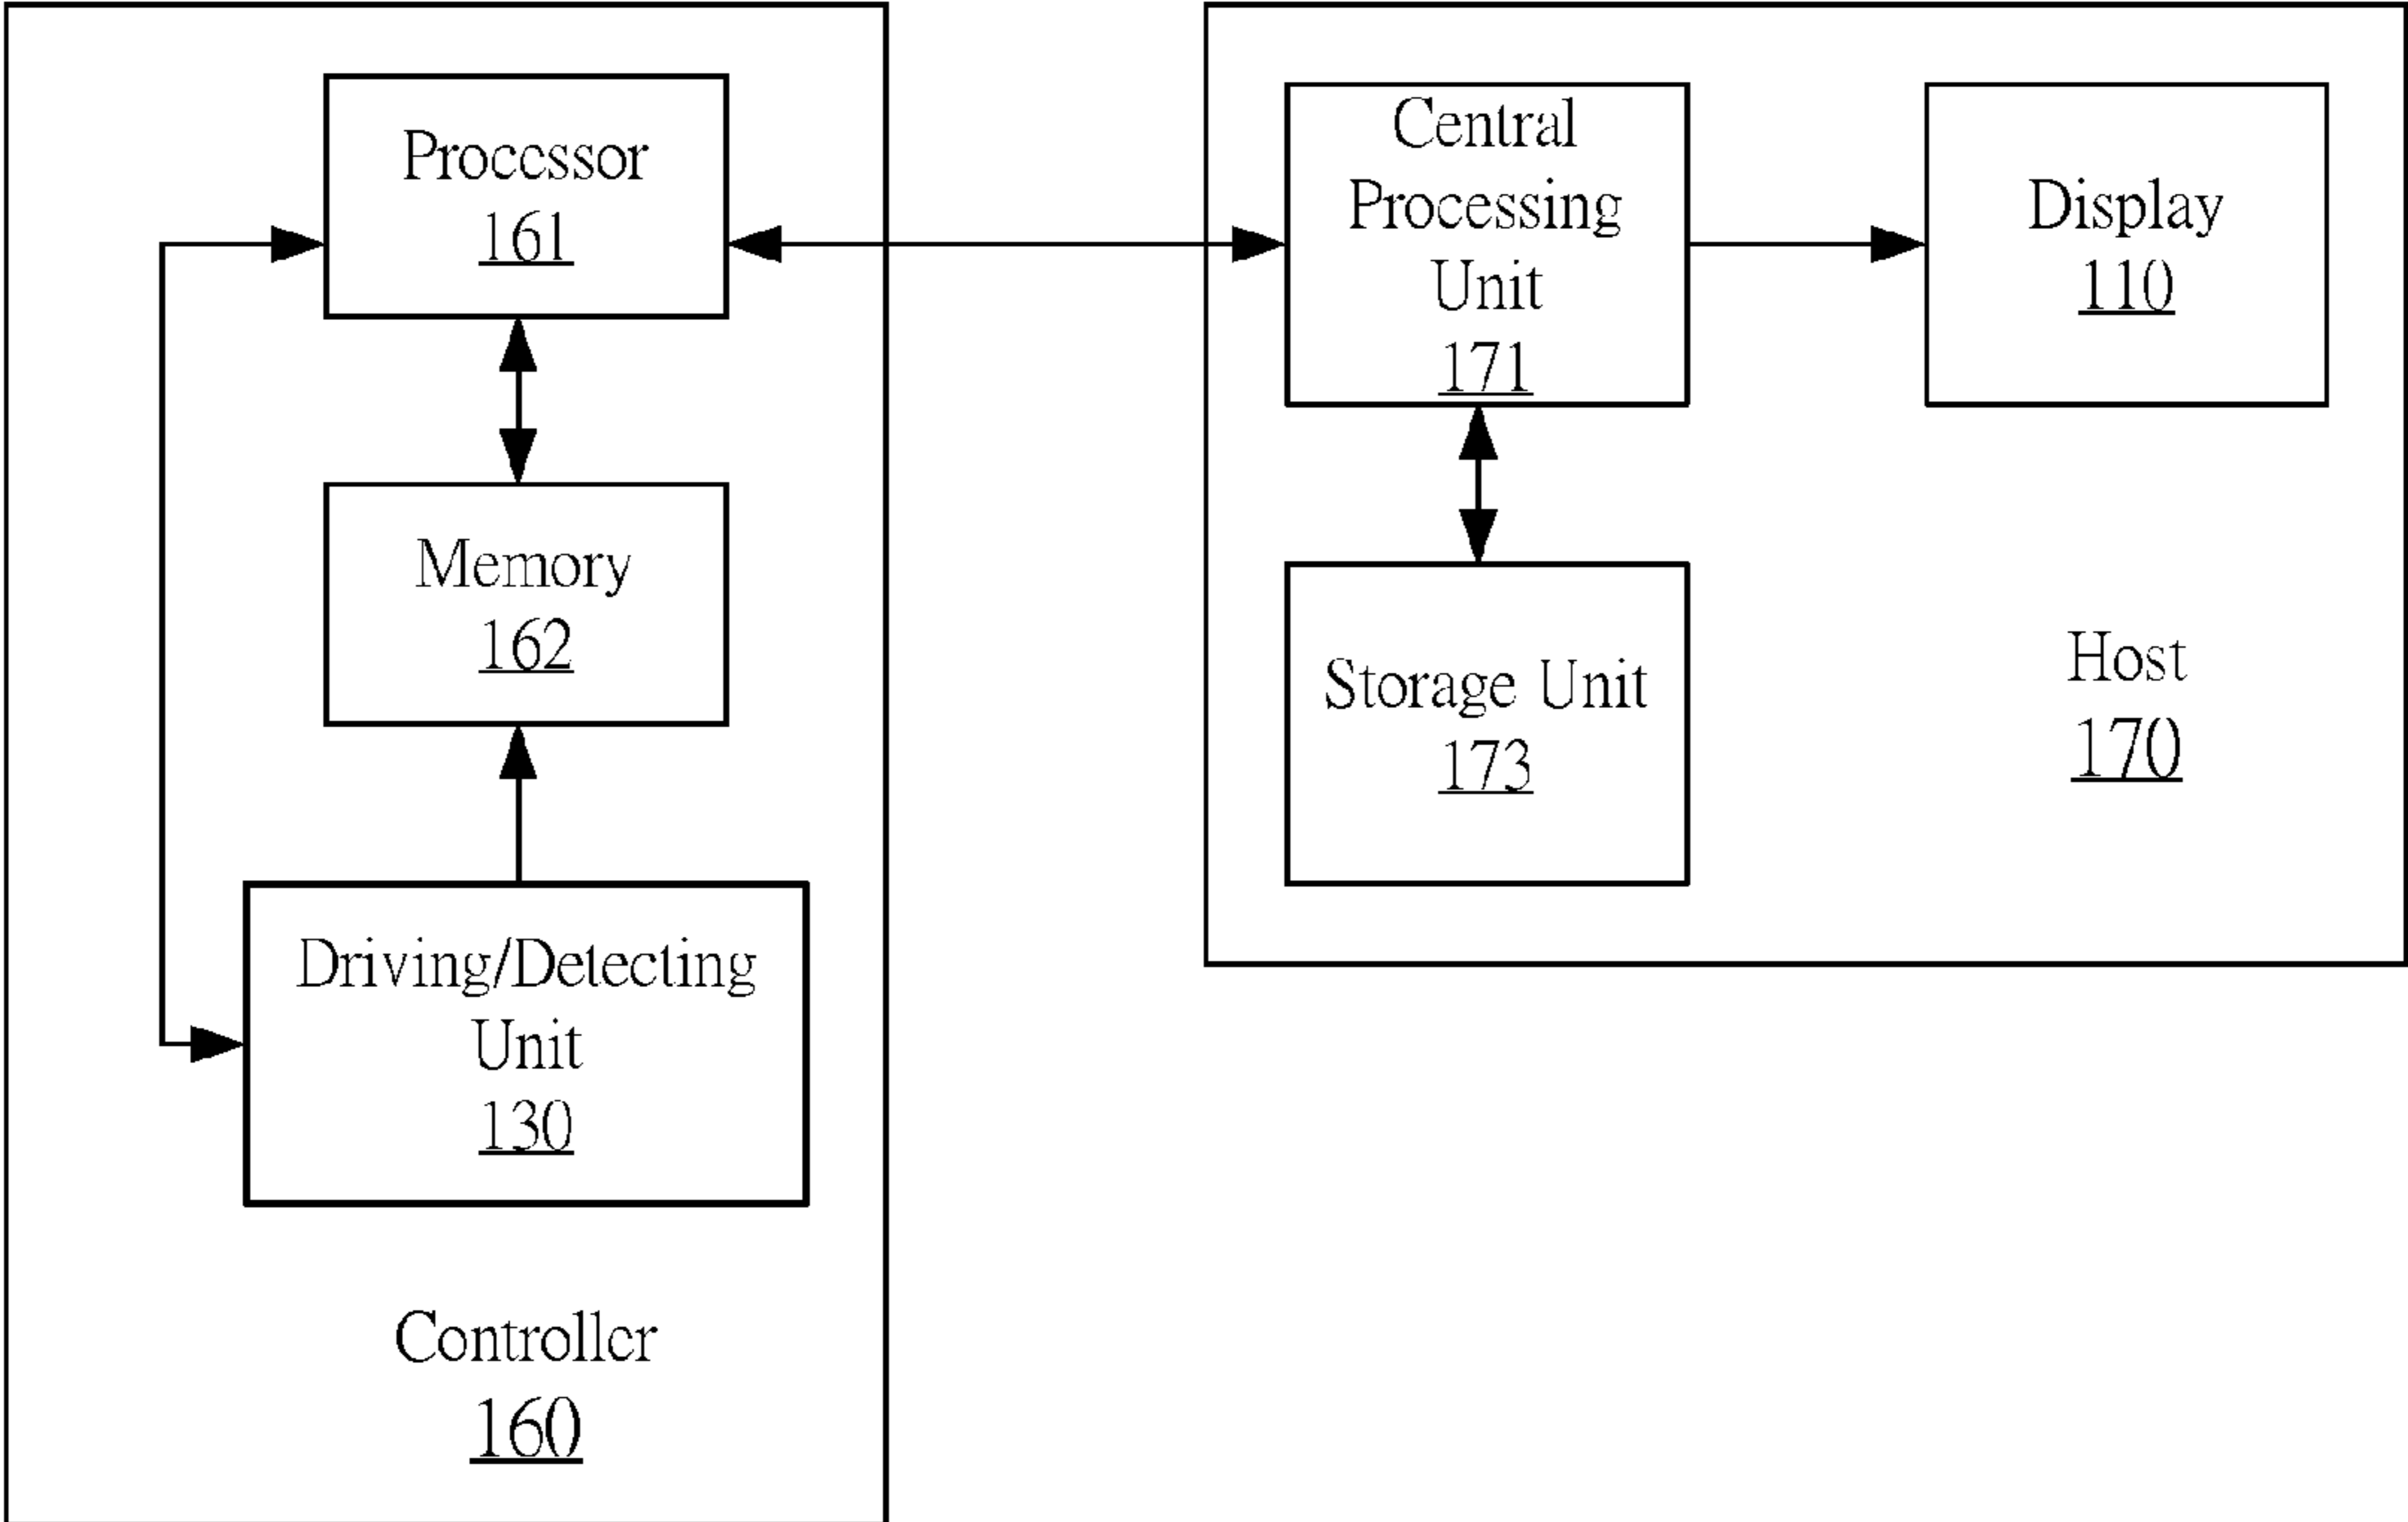 Processor
161
Memory
162
Driving/Detecting
Unit
130
Controller
160
Central
Processing
Unit
171
Display
110
Storage Unit
173
Host
170